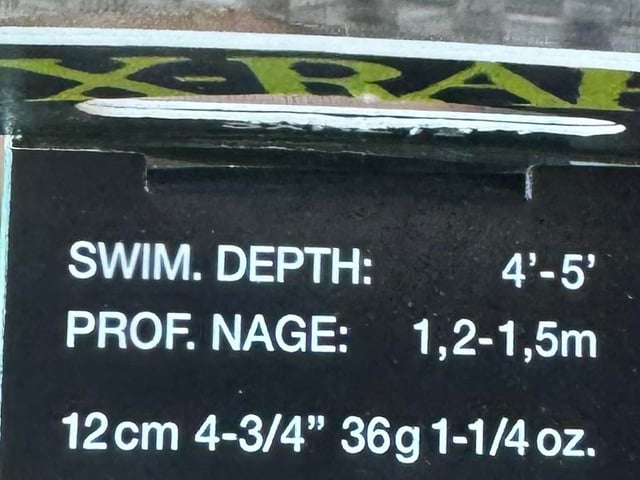 X-RAP
SWIM. DEPTH: 4'-5'
PROF. NAGE: 1,2-1,5m
12cm 4-3/4” 36g 1-1/4 oz.